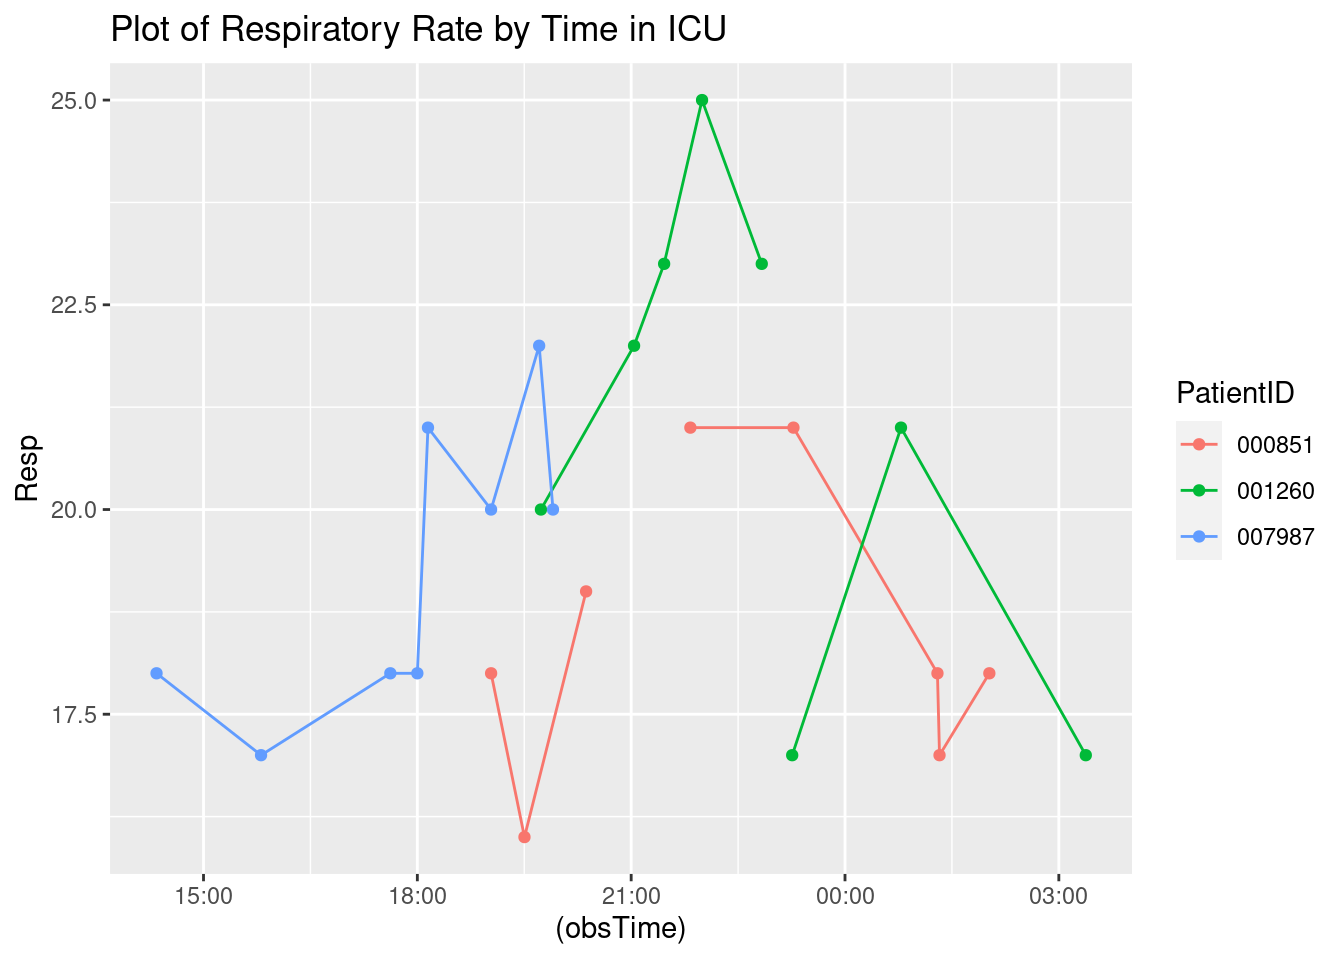 Plot of Respiratory Rate by Time in ICU
25.0
22.5
20.0
17.5
Resp
15:00 18:00 21:00 00:00 03:00
(obsTime)
PatientID
000851
001260
007987